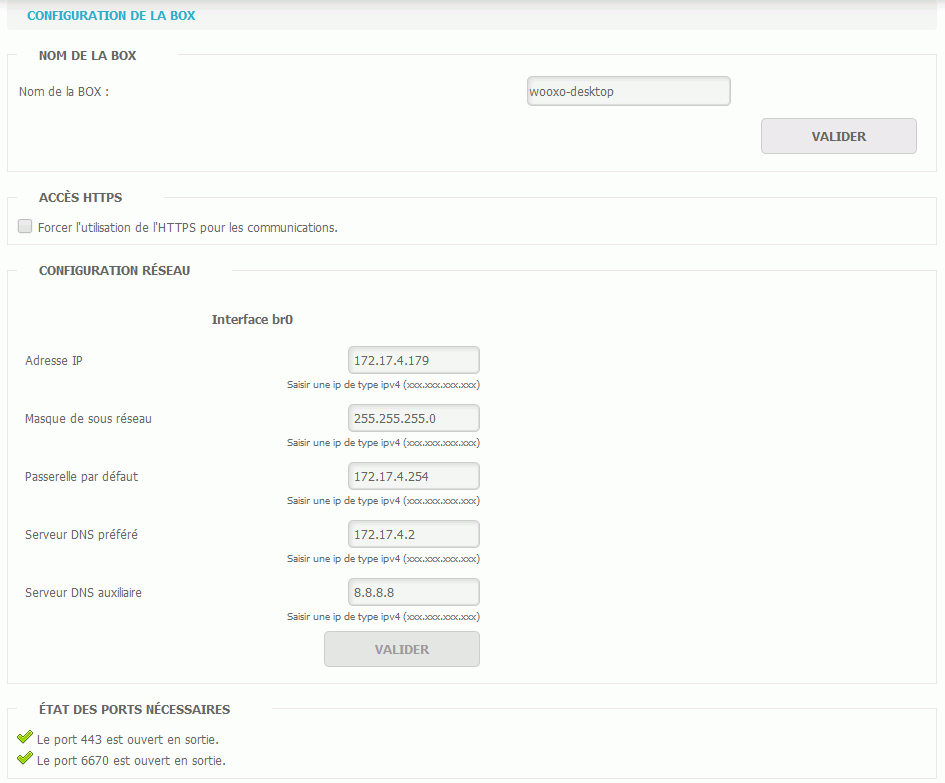 CONFIGURATION DE LA BOX
NOM DE LA BOX
Nom de la BOX :
wooxo-desktop
VALIDER
ACCÈS HTTPS
Forcer l'utilisation de l'HTTPS pour les communications.
CONFIGURATION RÉSEAU
Interface br0
Adresse IP
172.17.4.179
Saisir une ip de type ipv4 (xxx.xxx.xxx.xxx)
Masque de sous réseau
255.255.255.0
Saisir une ip de type ipv4 (xxx.xxx.xxx.xxx)
Passerelle par défaut
172.17.4.254
Saisir une ip de type ipv4 (xxx.xxx.xxx.xxx)
Serveur DNS préféré
172.17.4.2
Saisir une ip de type ipv4 (xxx.xxx.xxx.xxx)
Serveur DNS auxiliaire
8.8.8.8
Saisir une ip de type ipv4 (xxx.xxx.xxx.xxx)
VALIDER
ÉTAT DES PORTS NÉCESSAIRES
Le port 443 est ouvert en sortie.
Le port 6670 est ouvert en sortie.